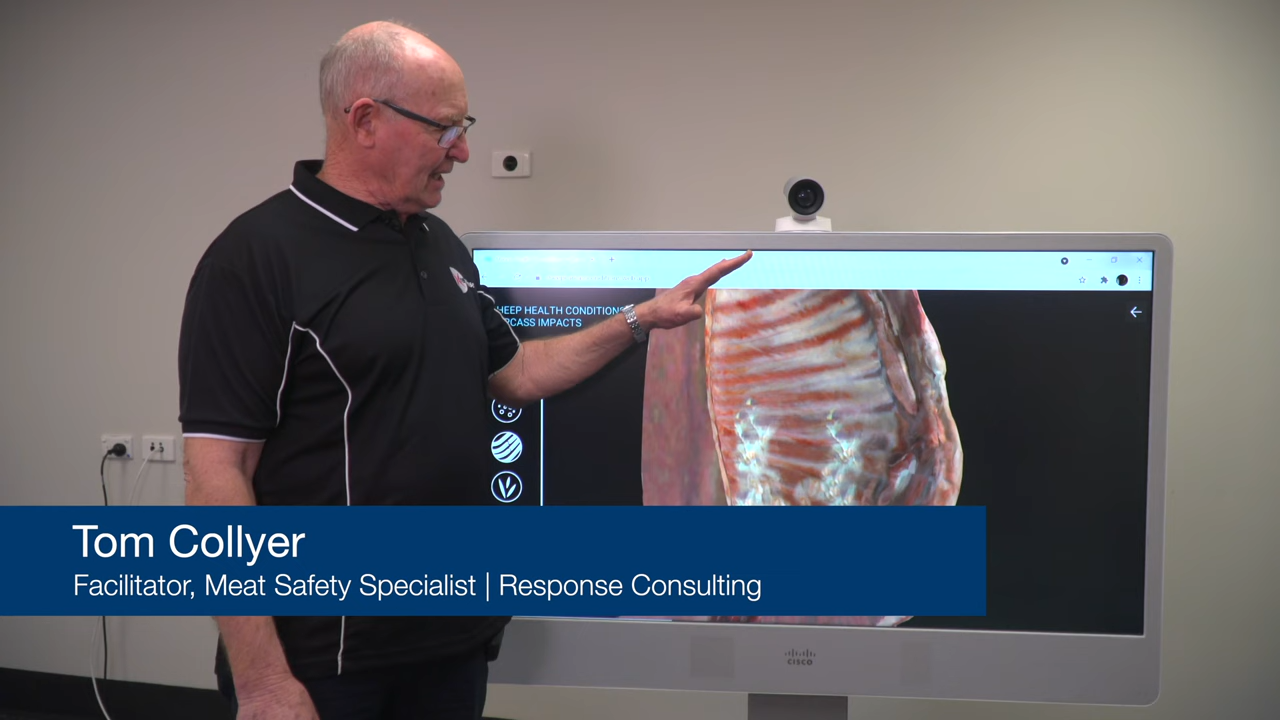 HEEP HEALTH CONDITIONS
RCASS IMPACTS
Tom Collyer
Facilitator, Meat Safety Specialist | Response Consulting
CISCO